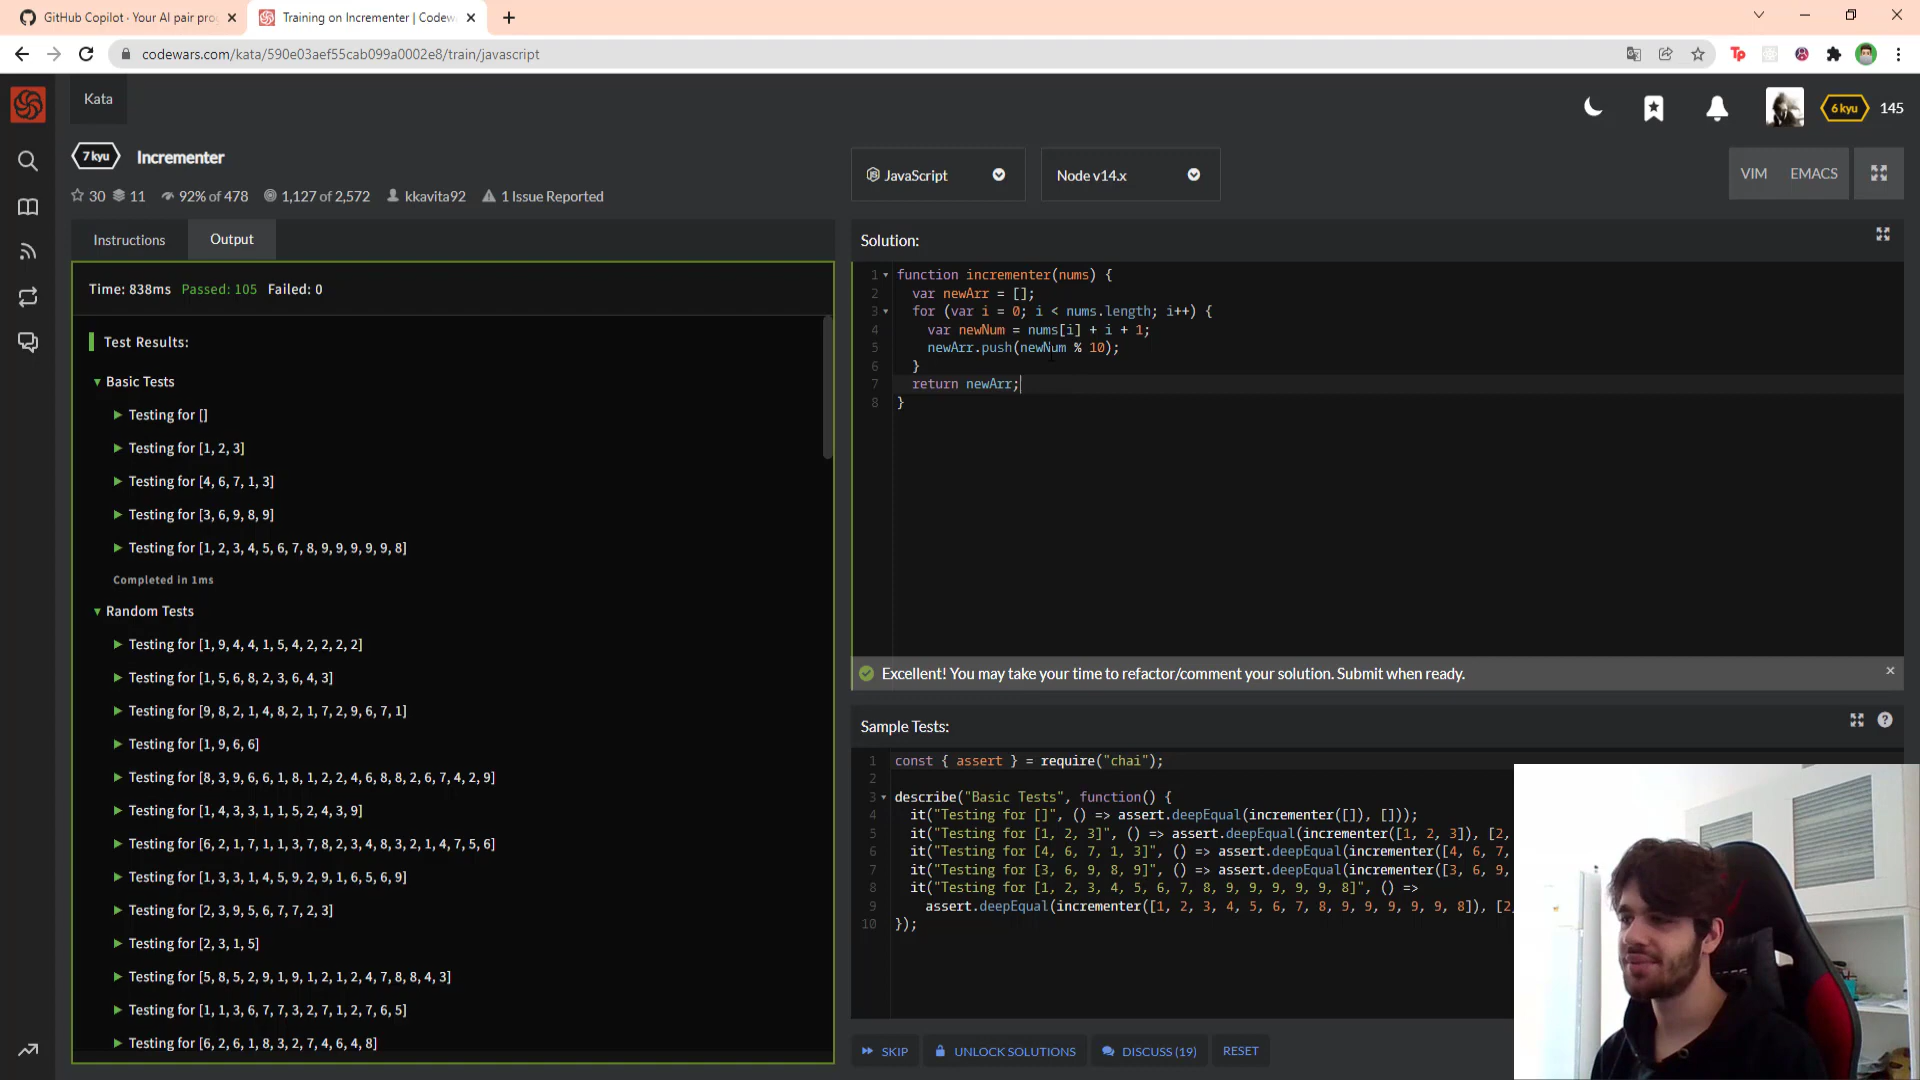 GitHub Copilot · Your AI pair pro
Training on Incrementer | Codew
codewars.com/kata/590e03aef55cab099a0002e8/train/javascript
Tp
Kata
6 kyu
145
7 kyu
Incrementer
30
11
92% of 478
1,127 of 2,572
kkavita92
1 Issue Reported
JavaScript
Node v14.x
VIM
EMACS
Instructions
Output
Solution:
Time: 838ms Passed: 105 Failed: 0
Test Results:
Basic Tests
Testing for []
Testing for [1, 2, 3]
Testing for [4, 6, 7, 1, 3]
Testing for [3, 6, 9, 8, 9]
Testing for [1, 2, 3, 4, 5, 6, 7, 8, 9, 9, 9, 9, 9, 8]
Completed in 1ms
Random Tests
Testing for [1, 9, 4, 4, 1, 5, 4, 2, 2, 2, 2]
Testing for [1, 5, 6, 8, 2, 3, 6, 4, 3]
Testing for [9, 8, 2, 1, 4, 8, 2, 1, 7, 2, 9, 6, 7, 1]
Testing for [1, 9, 6, 6]
Testing for [8, 3, 9, 6, 6, 1, 8, 1, 2, 2, 4, 6, 8, 8, 2, 6, 7, 4, 2, 9]
Testing for [1, 4, 3, 3, 1, 1, 5, 2, 4, 3, 9]
Testing for [6, 2, 1, 7, 1, 1, 3, 7, 8, 2, 3, 4, 8, 3, 2, 1, 4, 7, 5, 6]
Testing for [1, 3, 3, 1, 4, 5, 9, 2, 9, 1, 6, 5, 6, 9]
Testing for [2, 3, 9, 5, 6, 7, 7, 2, 3]
Testing for [2, 3, 1, 5]
Testing for [5, 8, 5, 2, 9, 1, 9, 1, 2, 1, 2, 4, 7, 8, 8, 4, 3]
Testing for [1, 1, 3, 6, 7, 7, 3, 2, 7, 1, 2, 7, 6, 5]
Testing for [6, 2, 6, 1, 8, 3, 2, 7, 4, 6, 4, 8]
1 function incrementer(nums) {
2 var newArr = [];
3 for (var i = 0; i < nums.length; i++) {
4 var newNum = nums[i] + i + 1;
5 newArr.push(newNum % 10);
6 }
7 return newArr;
8 }
Excellent! You may take your time to refactor/comment your solution. Submit when ready.
Sample Tests:
1 const { assert } = require("chai");
2
3 describe("Basic Tests", function() {
4 it("Testing for []", () => assert.deepEqual(incrementer([]), []));
5 it("Testing for [1, 2, 3]", () => assert.deepEqual(incrementer([1, 2, 3]), [2,
6 it("Testing for [4, 6, 7, 1, 3]", () => assert.deepEqual(incrementer([4, 6, 7,
7 it("Testing for [3, 6, 9, 8, 9]", () => assert.deepEqual(incrementer([3, 6, 9,
8 it("Testing for [1, 2, 3, 4, 5, 6, 7, 8, 9, 9, 9, 9, 9, 8]", () =>
9 assert.deepEqual(incrementer([1, 2, 3, 4, 5, 6, 7, 8, 9, 9, 9, 9, 9, 8]), [2,
10 });
SKIP
UNLOCK SOLUTIONS
DISCUSS (19)
RESET